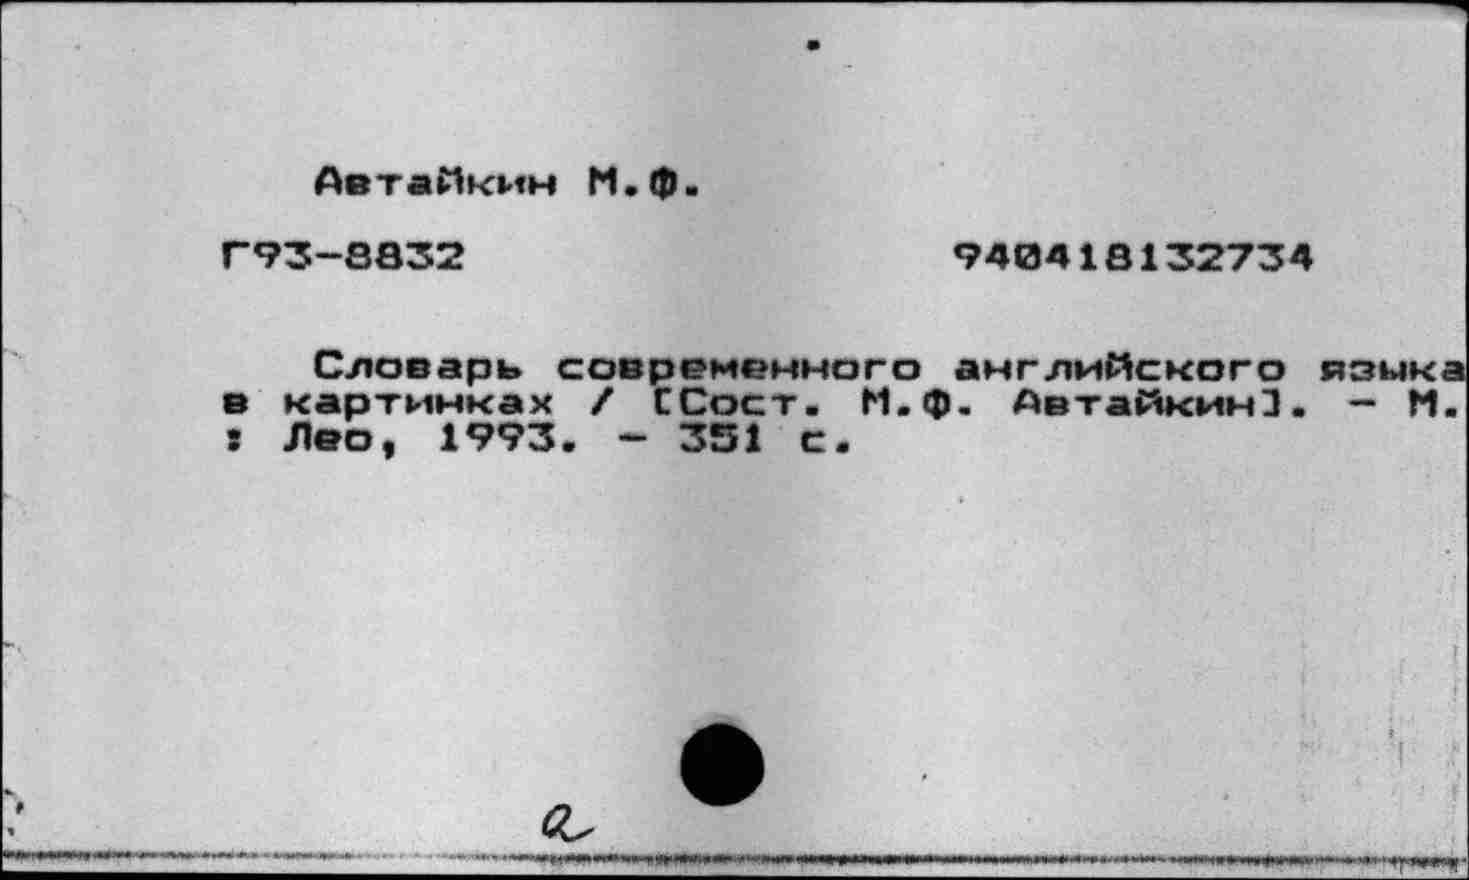 Автайкин М.Ф.
Г93-8832 940418132734
Словарь современного английского языка
в картинках / [Сост. М.Ф. Автайкин]. - М.
: Лео, 1993. - 351 с.
а